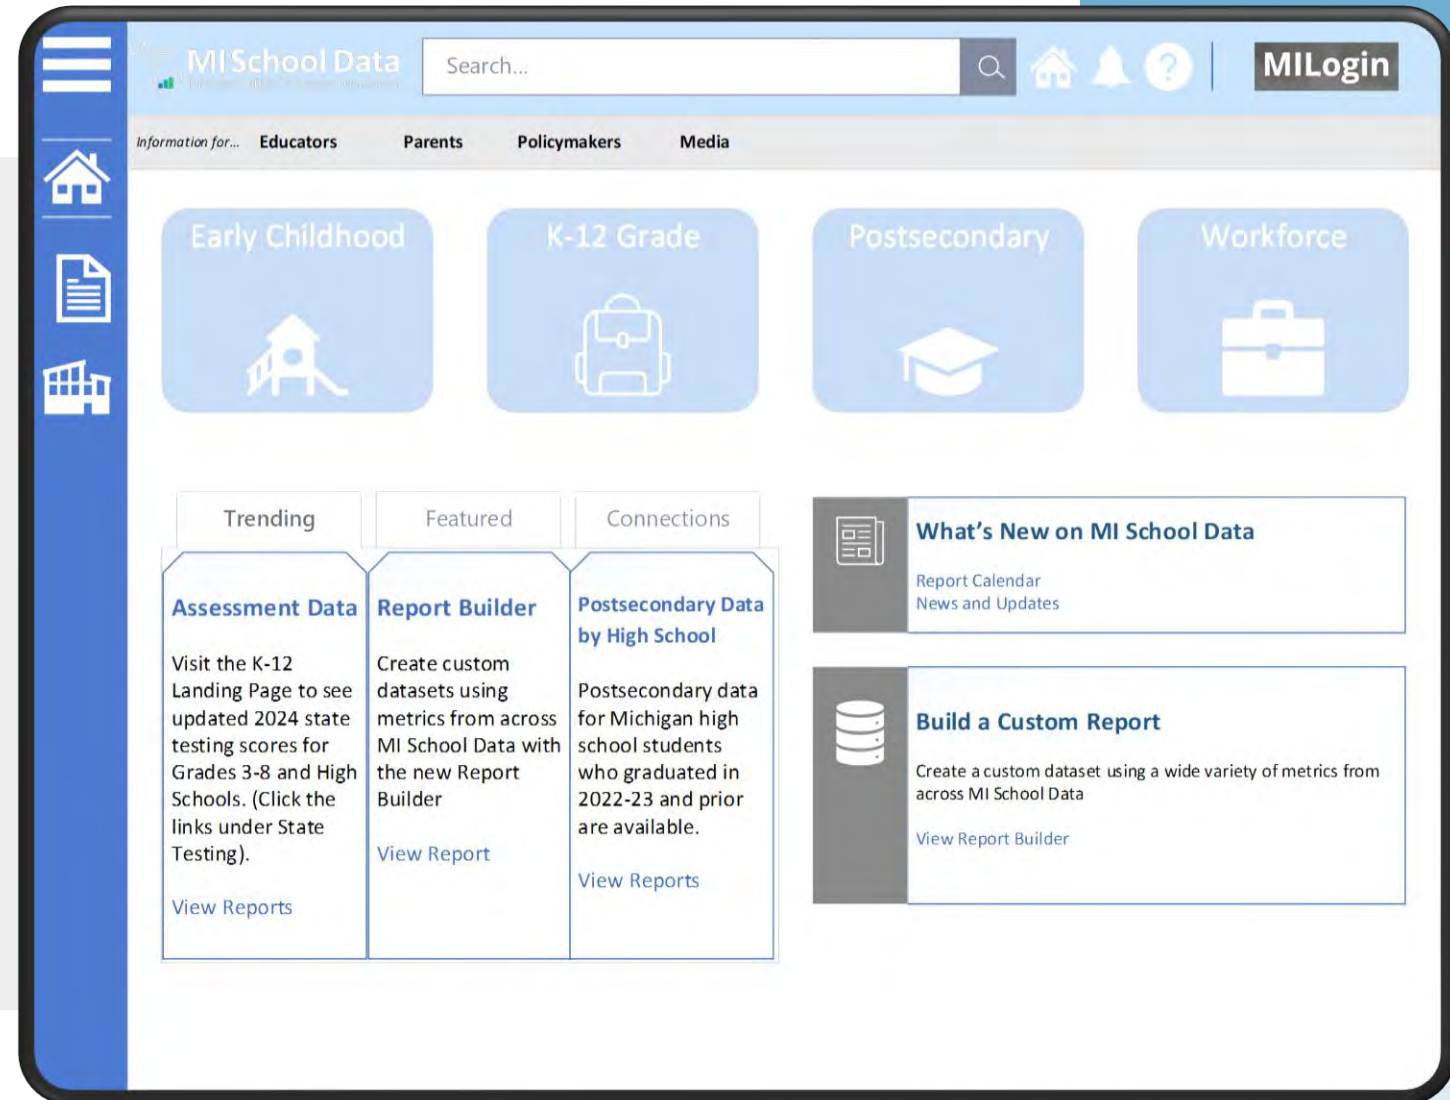 MI School Data
Search...
MILogin
Information for... Educators Parents Policymakers Media
Early Childhood
K-12 Grade
Postsecondary
Workforce
Trending
Featured
Connections
Assessment Data
Visit the K-12
Landing Page to see
updated 2024 state
testing scores for
Grades 3-8 and High
Schools. (Click the
links under State
Testing).
View Reports
Report Builder
Create custom
datasets using
metrics from across
MI School Data with
the new Report
Builder
View Report
Postsecondary Data
by High School
Postsecondary data
for Michigan high
school students
who graduated in
2022-23 and prior
are available.
View Reports
What's New on MI School Data
Report Calendar
News and Updates
Build a Custom Report
Create a custom dataset using a wide variety of metrics from
across MI School Data
View Report Builder